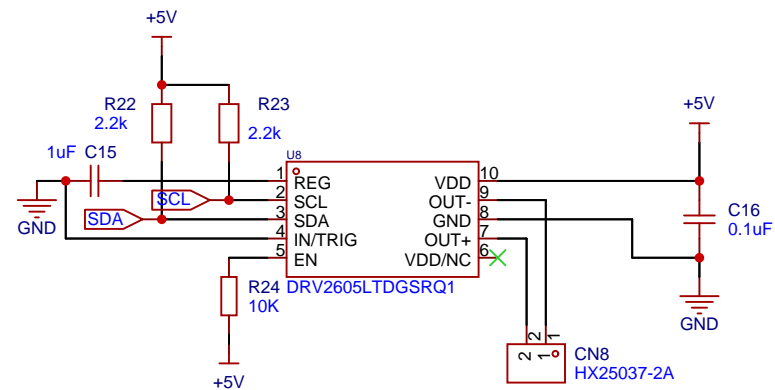 +5V
R22
2.2k
R23
2.2k
+5V
1uF C15
U8
1 REG
2 SCL
3 SDA
4 IN/TRIG
5 EN
VDD 10
OUT- 9
GND 8
OUT+ 7
VDD/NC 6
SCL
SDA
GND
C16
0.1uF
DRV2605LTDGSRQ1
R24
10K
GND
2 1
2 1
CN8
HX25037-2A
+5V